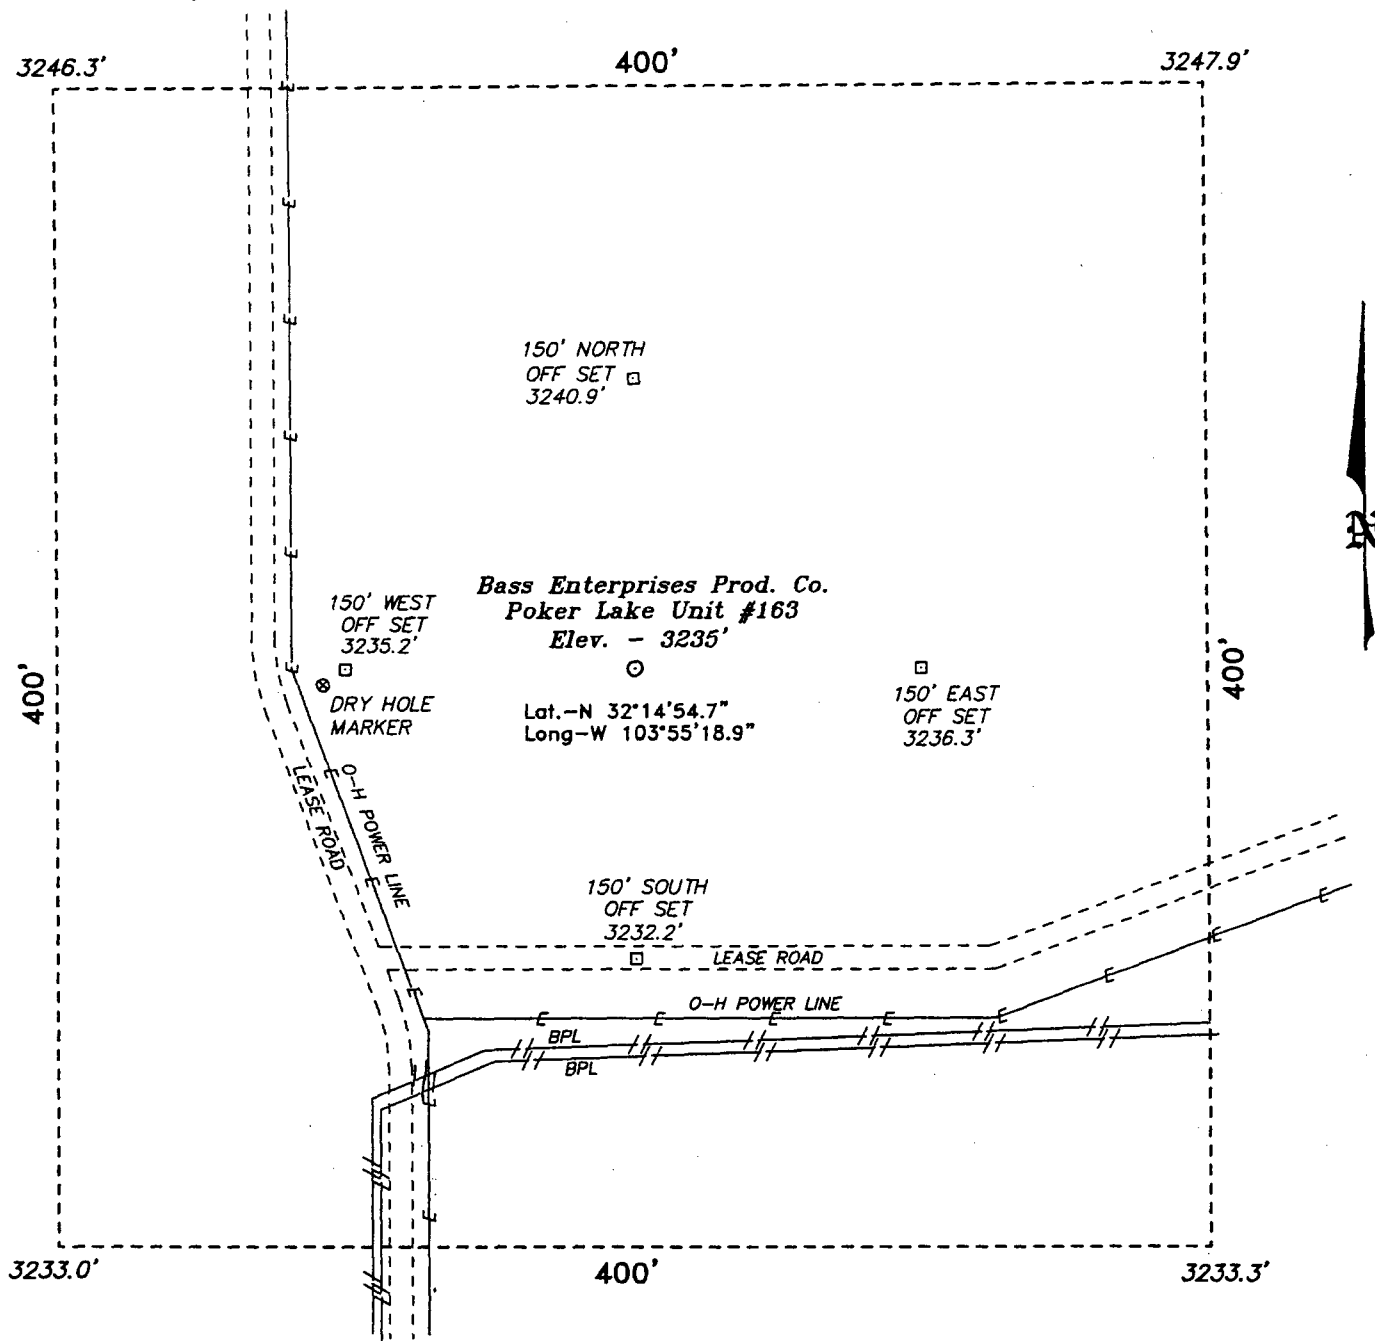 3246.3'
400'
3247.9'
150' NORTH
OFF SET
3240.9'
N
150' WEST
OFF SET
3235.2'
Bass Enterprises Prod. Co.
Poker Lake Unit #163
Elev. - 3235'
400'
400'
DRY HOLE
MARKER
Lat.-N 32°14'54.7"
Long-W 103°55'18.9"
150' EAST
OFF SET
3236.3'
LEASE ROAD
O-H POWER LINE
150' SOUTH
OFF SET
3232.2'
LEASE ROAD
O-H POWER LINE
BPL
BPL
3233.0'
400'
3233.3'